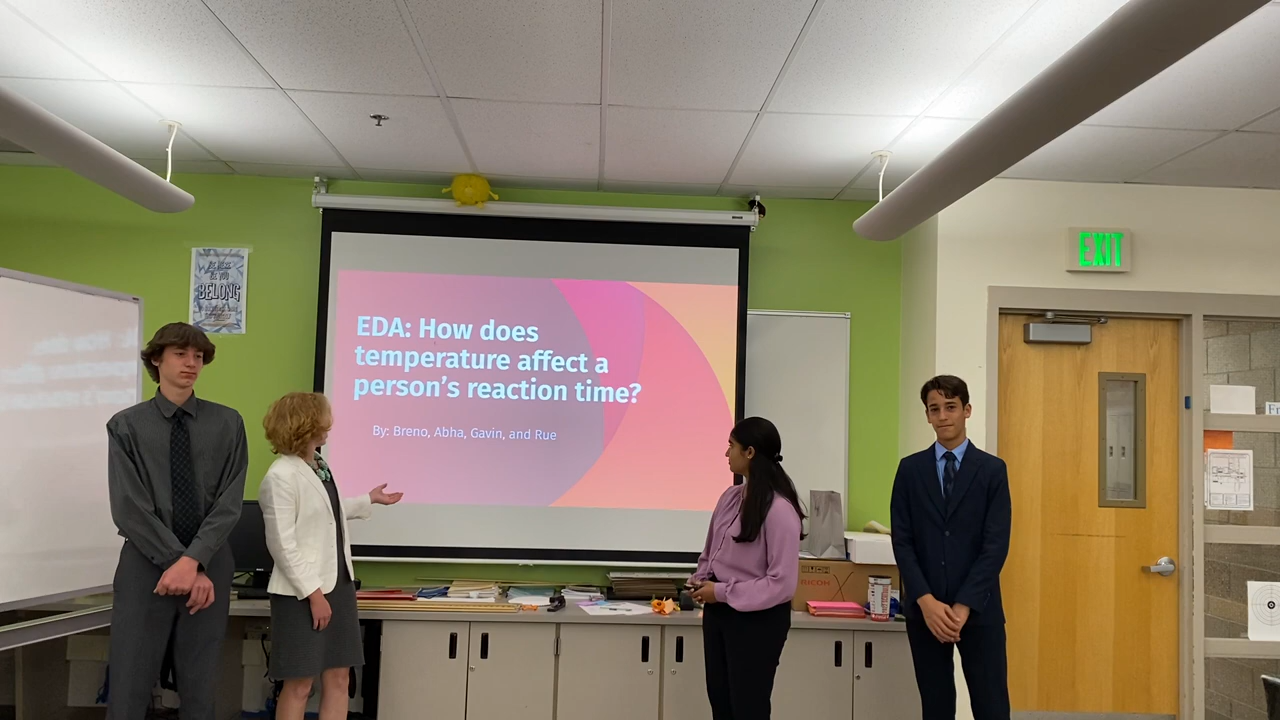 BELONG
EXIT
EDA: How does
temperature affect a
person's reaction time?
By: Breno, Abha, Gavin, and Rue
RICOH